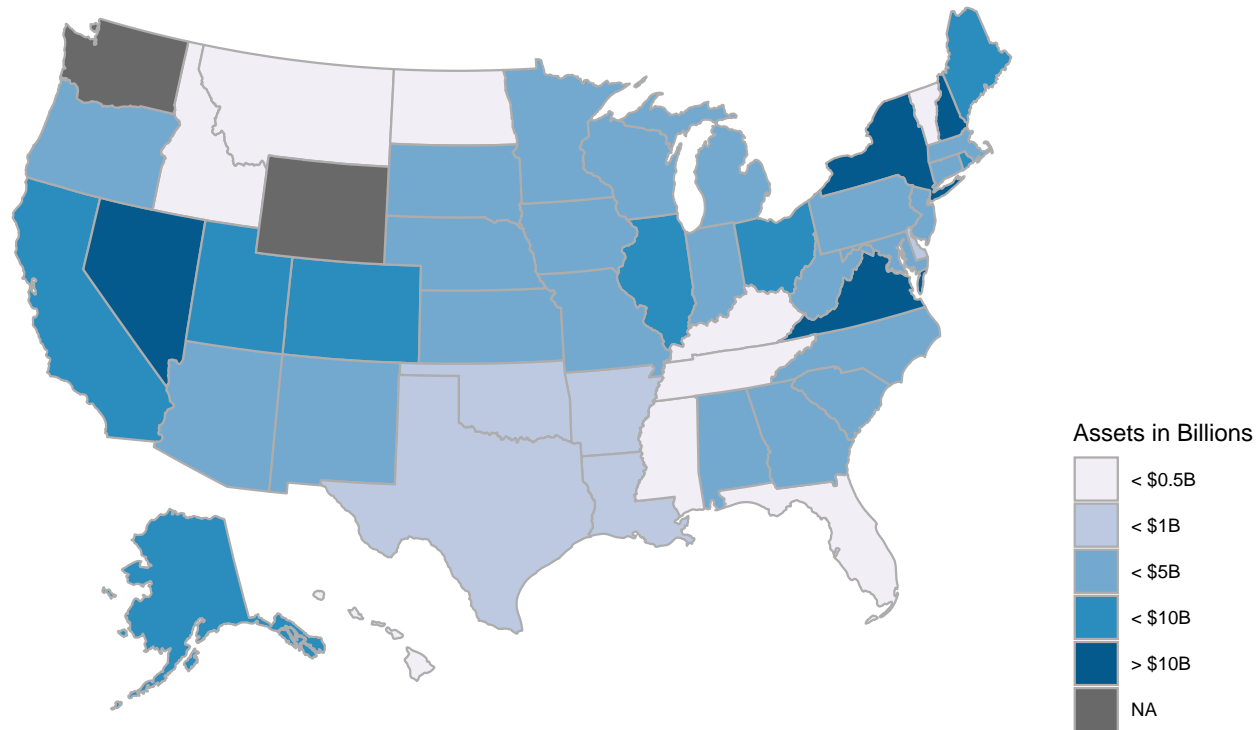 Assets in Billions
< $0.5B
< $1B
< $5B
< $10B
> $10B
NA